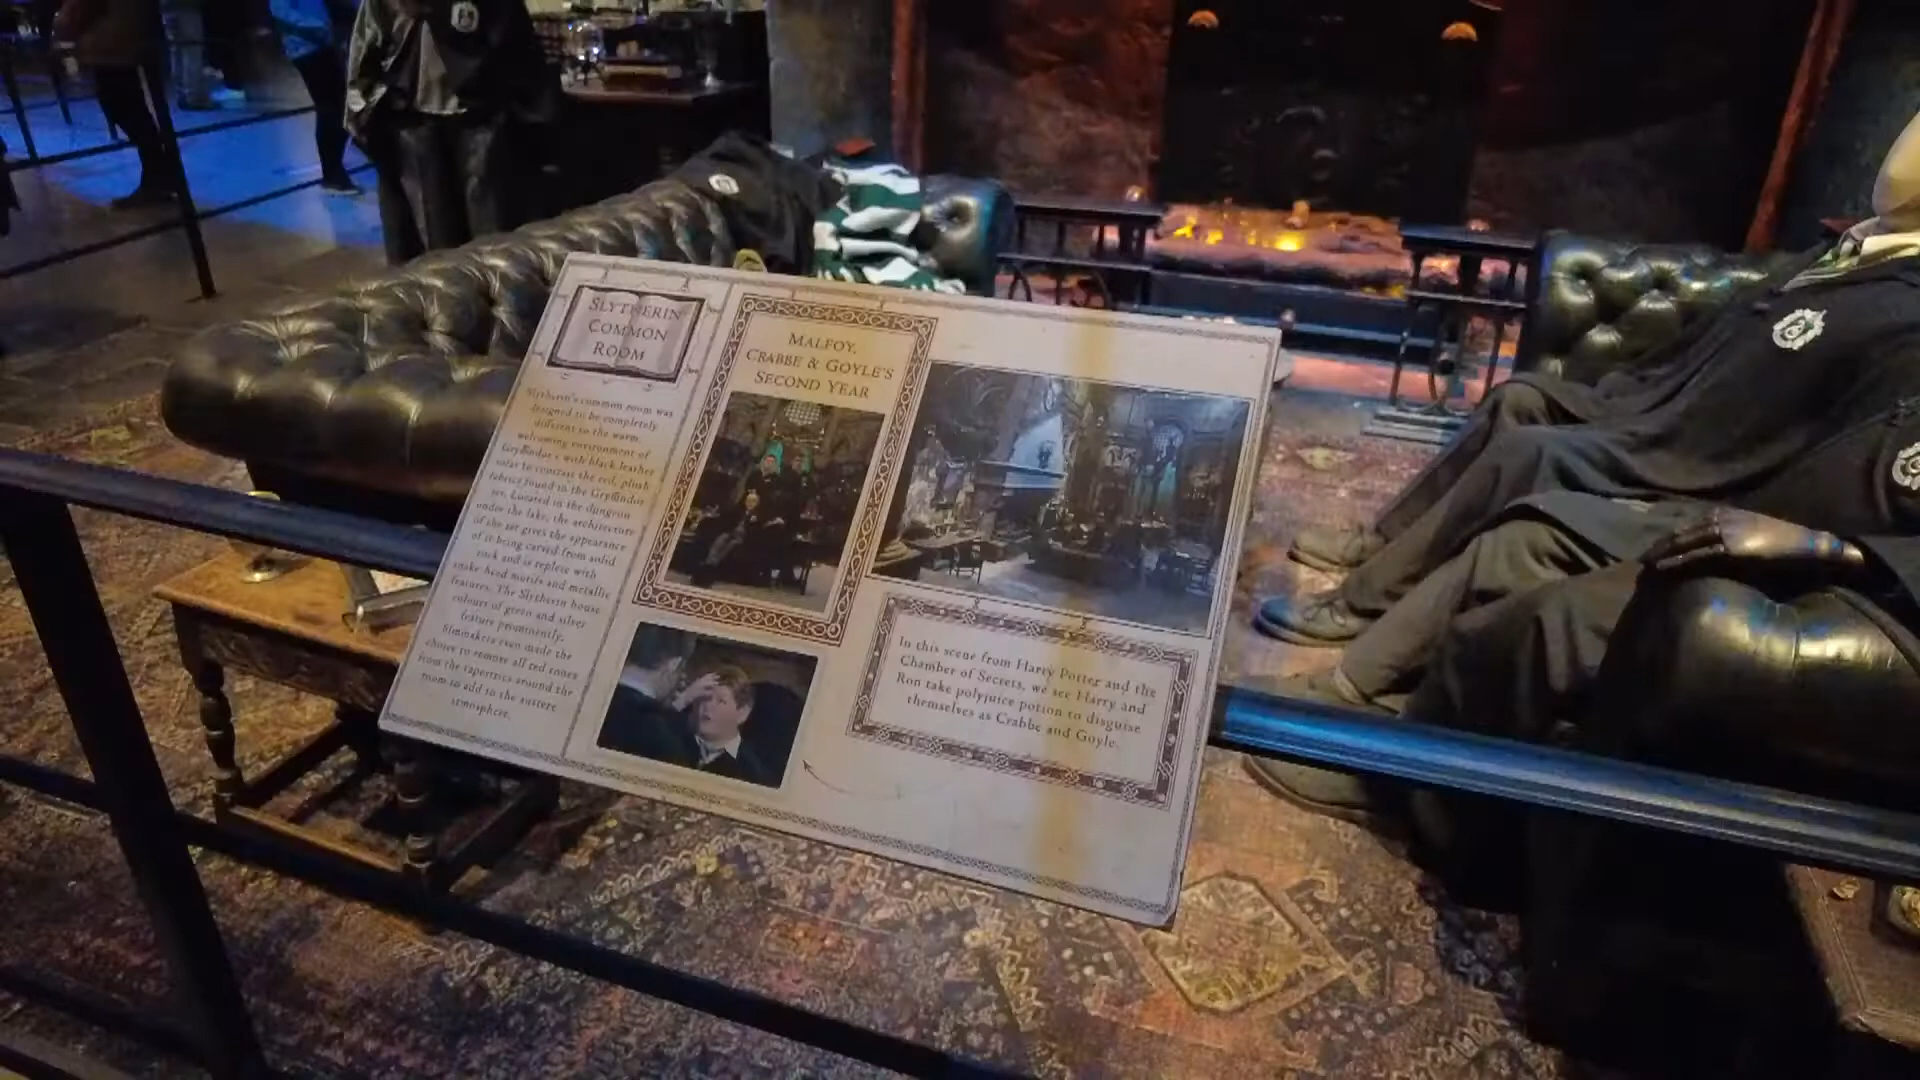 SLYTHERIN
COMMON
ROOM
Slytherin's common room was
designed to be completely
different to the warm,
welcoming environment of
Gryffindor's with black leather
sofas to contrast the red, plush
fabrics found in the Gryffindor
set. Located in the dungeon
under the lake, the architecture
of the set gives the appearance
of it being carved from solid
rock and is replete with
snake-head motifs and metallic
features. The Slytherin house
colours of green and silver
feature prominently.
Filmmakers even made the
choice to remove all red tones
from the tapestries around the
room to add to the austere
atmosphere.
MALFOY,
CRABBE & GOYLE'S
SECOND YEAR
In this scene from Harry Potter and the
Chamber of Secrets, we see Harry and
Ron take polyjuice potion to disguise
themselves as Crabbe and Goyle.